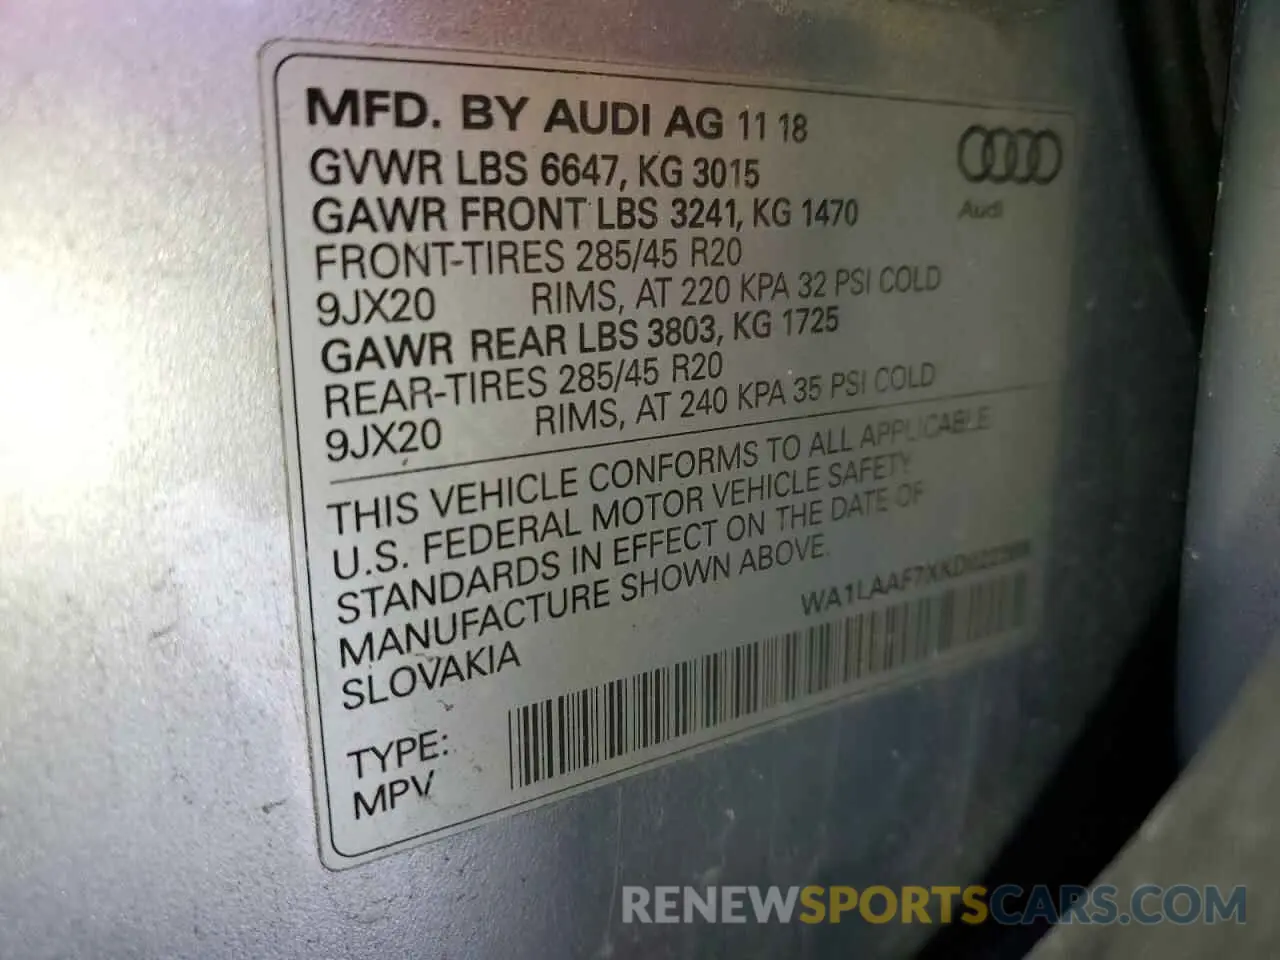 MFD. BY AUDI AG 11 18
GVWR LBS 6647, KG 3015
GAWR FRONT LBS 3241, KG 1470
FRONT-TIRES 285/45 R20
9JX20 RIMS, AT 220 KPA 32 PSI COLD
GAWR REAR LBS 3803, KG 1725
REAR-TIRES 285/45 R20
9JX20 RIMS, AT 240 KPA 35 PSI COLD
Audi
THIS VEHICLE CONFORMS TO ALL APPLICABLE
U.S. FEDERAL MOTOR VEHICLE SAFETY
STANDARDS IN EFFECT ON THE DATE OF
MANUFACTURE SHOWN ABOVE.
SLOVAKIA
TYPE:
MPV
RENEWSPORTSCARS.COM